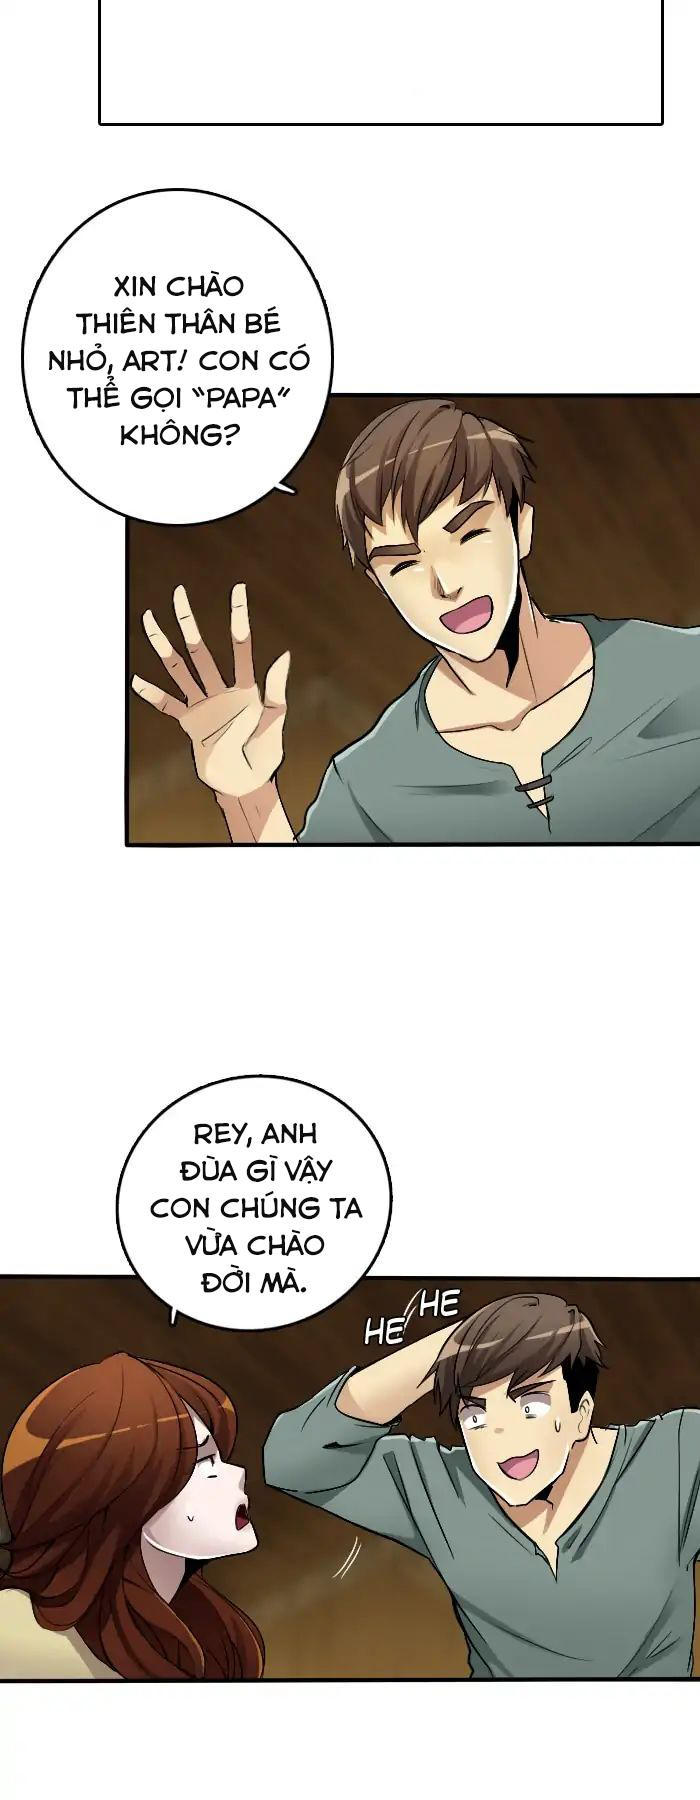 XIN CHÀO
THIÊN THÂN BÉ
NHỎ, ART! CON CÓ
THỂ GỌI "PAPA"
KHÔNG?
REY, ANH
ĐÙA GÌ VẬY
CON CHÚNG TA
VỪA CHÀO
ĐỜI MÀ.
HE HE